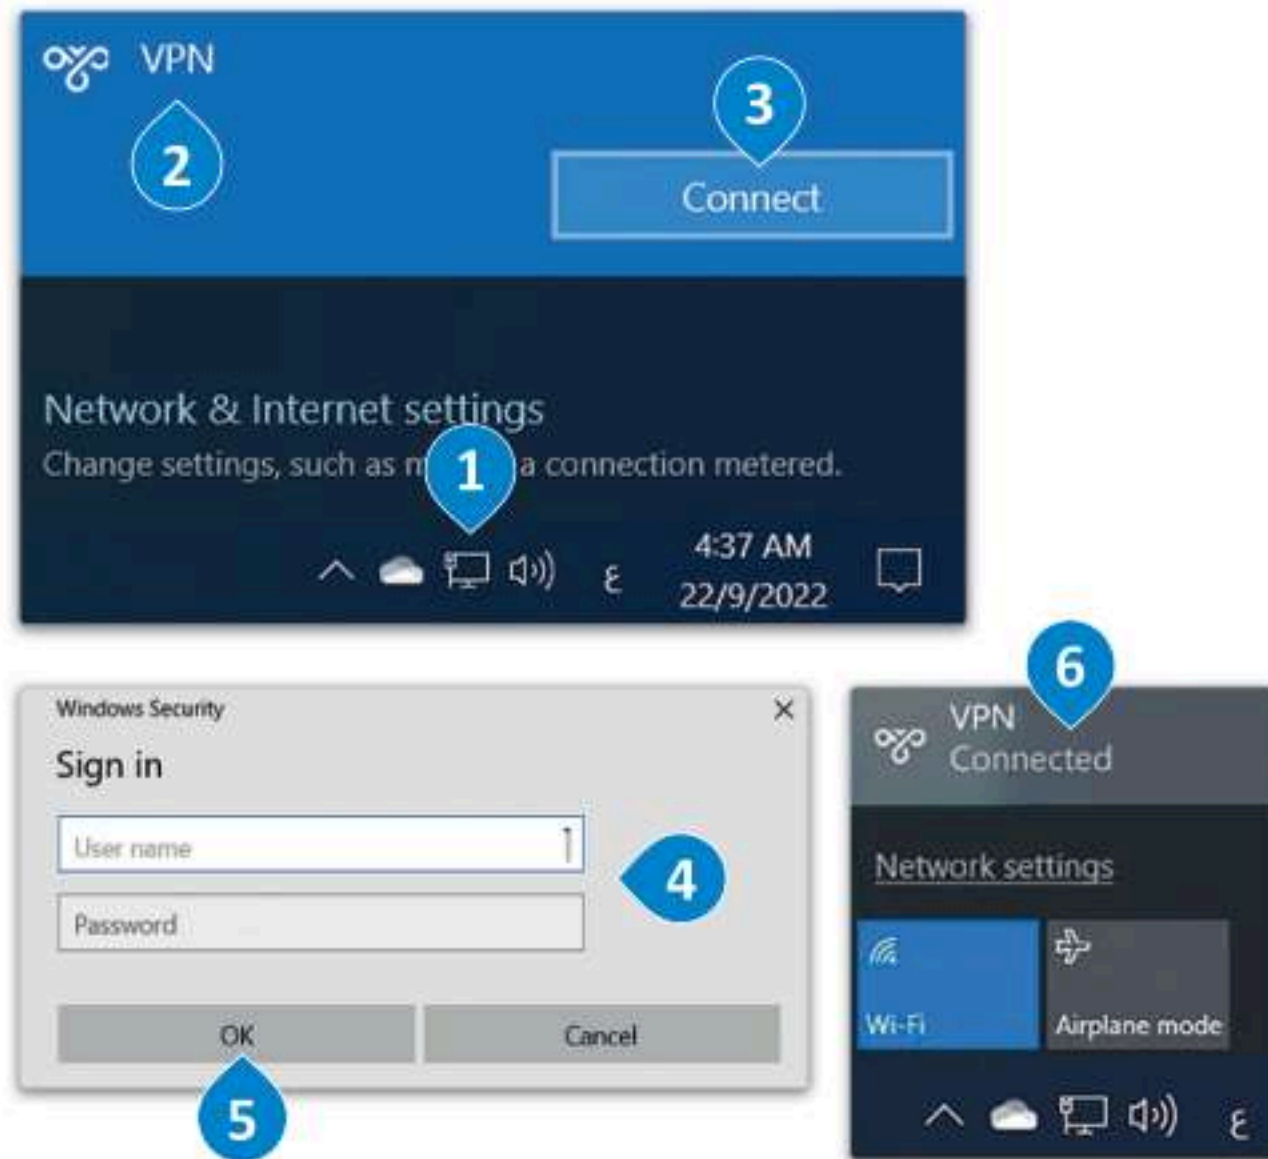 VPN
2
3
Connect
Network & Internet settings
Change settings, such as m
1
a connection metered.
ع
4:37 AM
22/9/2022
Windows Security
Sign in
User name
Password
4
OK
Cancel
5
6
VPN
Connected
Network settings
Wi-Fi
Airplane mode
ع